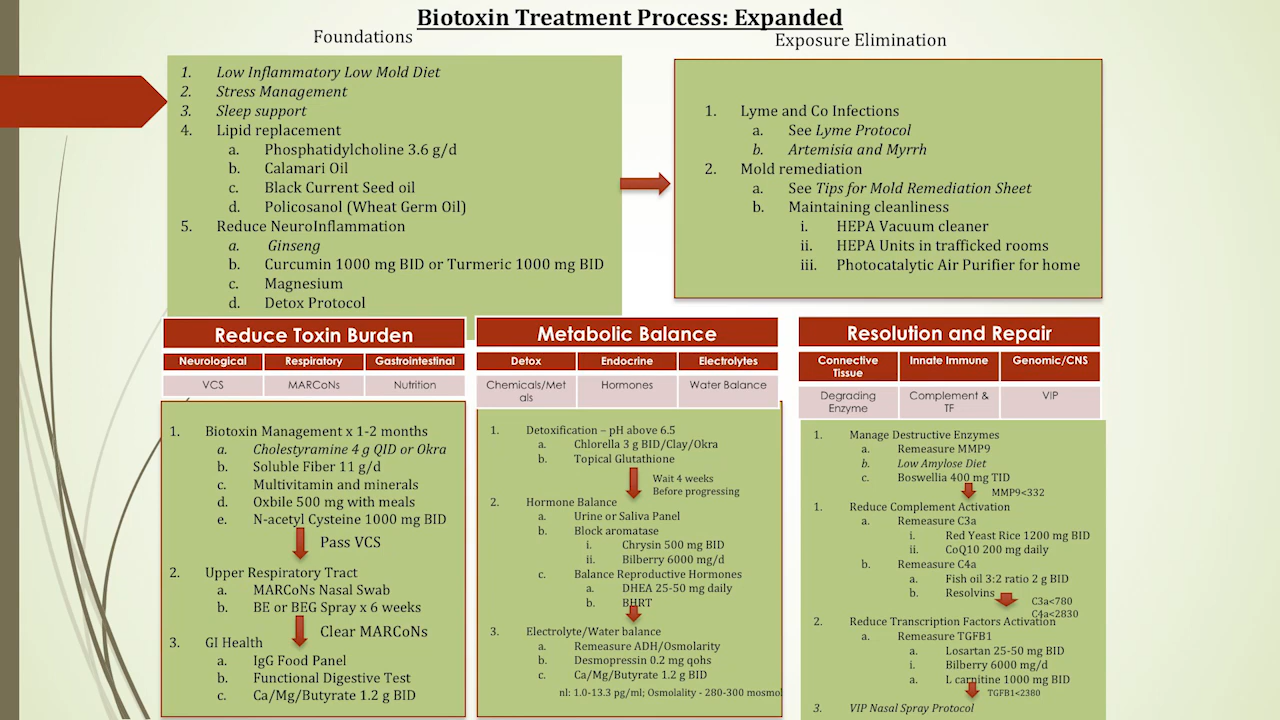 Biotoxin Treatment Process: Expanded
Foundations
1. Low Inflammatory Low Mold Diet
2. Stress Management
3. Sleep support
4. Lipid replacement
a. Phosphatidylcholine 3.6 g/d
b. Calamari Oil
c. Black Current Seed oil
d. Policosanol (Wheat Germ Oil)
5. Reduce NeuroInflammation
a. Ginseng
b. Curcumin 1000 mg BID or Turmeric 1000 mg BID
c. Magnesium
d. Detox Protocol
Exposure Elimination
1. Lyme and Co Infections
a. See Lyme Protocol
b. Artemisia and Myrrh
2. Mold remediation
a. See Tips for Mold Remediation Sheet
b. Maintaining cleanliness
i. HEPA Vacuum cleaner
ii. HEPA Units in trafficked rooms
iii. Photocatalytic Air Purifier for home
Reduce Toxin Burden
Neurological Respiratory Gastrointestinal
VCS MARCoNs Nutrition
1. Biotoxin Management x 1-2 months
a. Cholestyramine 4 g QID or Okra
b. Soluble Fiber 11 g/d
c. Multivitamin and minerals
d. Oxbile 500 mg with meals
e. N-acetyl Cysteine 1000 mg BID
Pass VCS
2. Upper Respiratory Tract
a. MARCoNs Nasal Swab
b. BE or BEG Spray x 6 weeks
Clear MARCoNs
3. GI Health
a. IgG Food Panel
b. Functional Digestive Test
c. Ca/Mg/Butyrate 1.2 g BID
Metabolic Balance
Detox Endocrine Electrolytes
Chemicals/Met
als
Hormones Water Balance
1. Detoxification – pH above 6.5
a. Chlorella 3 g BID/Clay/Okra
b. Topical Glutathione
Wait 4 weeks
Before progressing
2. Hormone Balance
a. Urine or Saliva Panel
b. Block aromatase
i. Chrysin 500 mg BID
ii. Bilberry 6000 mg/d
c. Balance Reproductive Hormones
a. DHEA 25-50 mg daily
b. BHRT
3. Electrolyte/Water balance
a. Remeasure ADH/Osmolarity
b. Desmopressin 0.2 mg qohs
c. Ca/Mg/Butyrate 1.2 g BID
nl: 1.0-13.3 pg/ml; Osmolality - 280-300 mosmol
Resolution and Repair
Connective
Tissue
Innate Immune Genomic/CNS
Degrading
Enzyme
Complement &
TF
VIP
1. Manage Destructive Enzymes
a. Remeasure MMP9
b. Low Amylose Diet
c. Boswellia 400 mg TID
MMP9<332
1. Reduce Complement Activation
a. Remeasure C3a
i. Red Yeast Rice 1200 mg BID
ii. CoQ10 200 mg daily
b. Remeasure C4a
a. Fish oil 3:2 ratio 2 g BID
b. Resolvins
C3a<780
C4a<2830
2. Reduce Transcription Factors Activation
a. Remeasure TGFB1
a. Losartan 25-50 mg BID
i. Bilberry 6000 mg/d
a. L carnitine 1000 mg BID
TGFB1<2380
3. VIP Nasal Spray Protocol